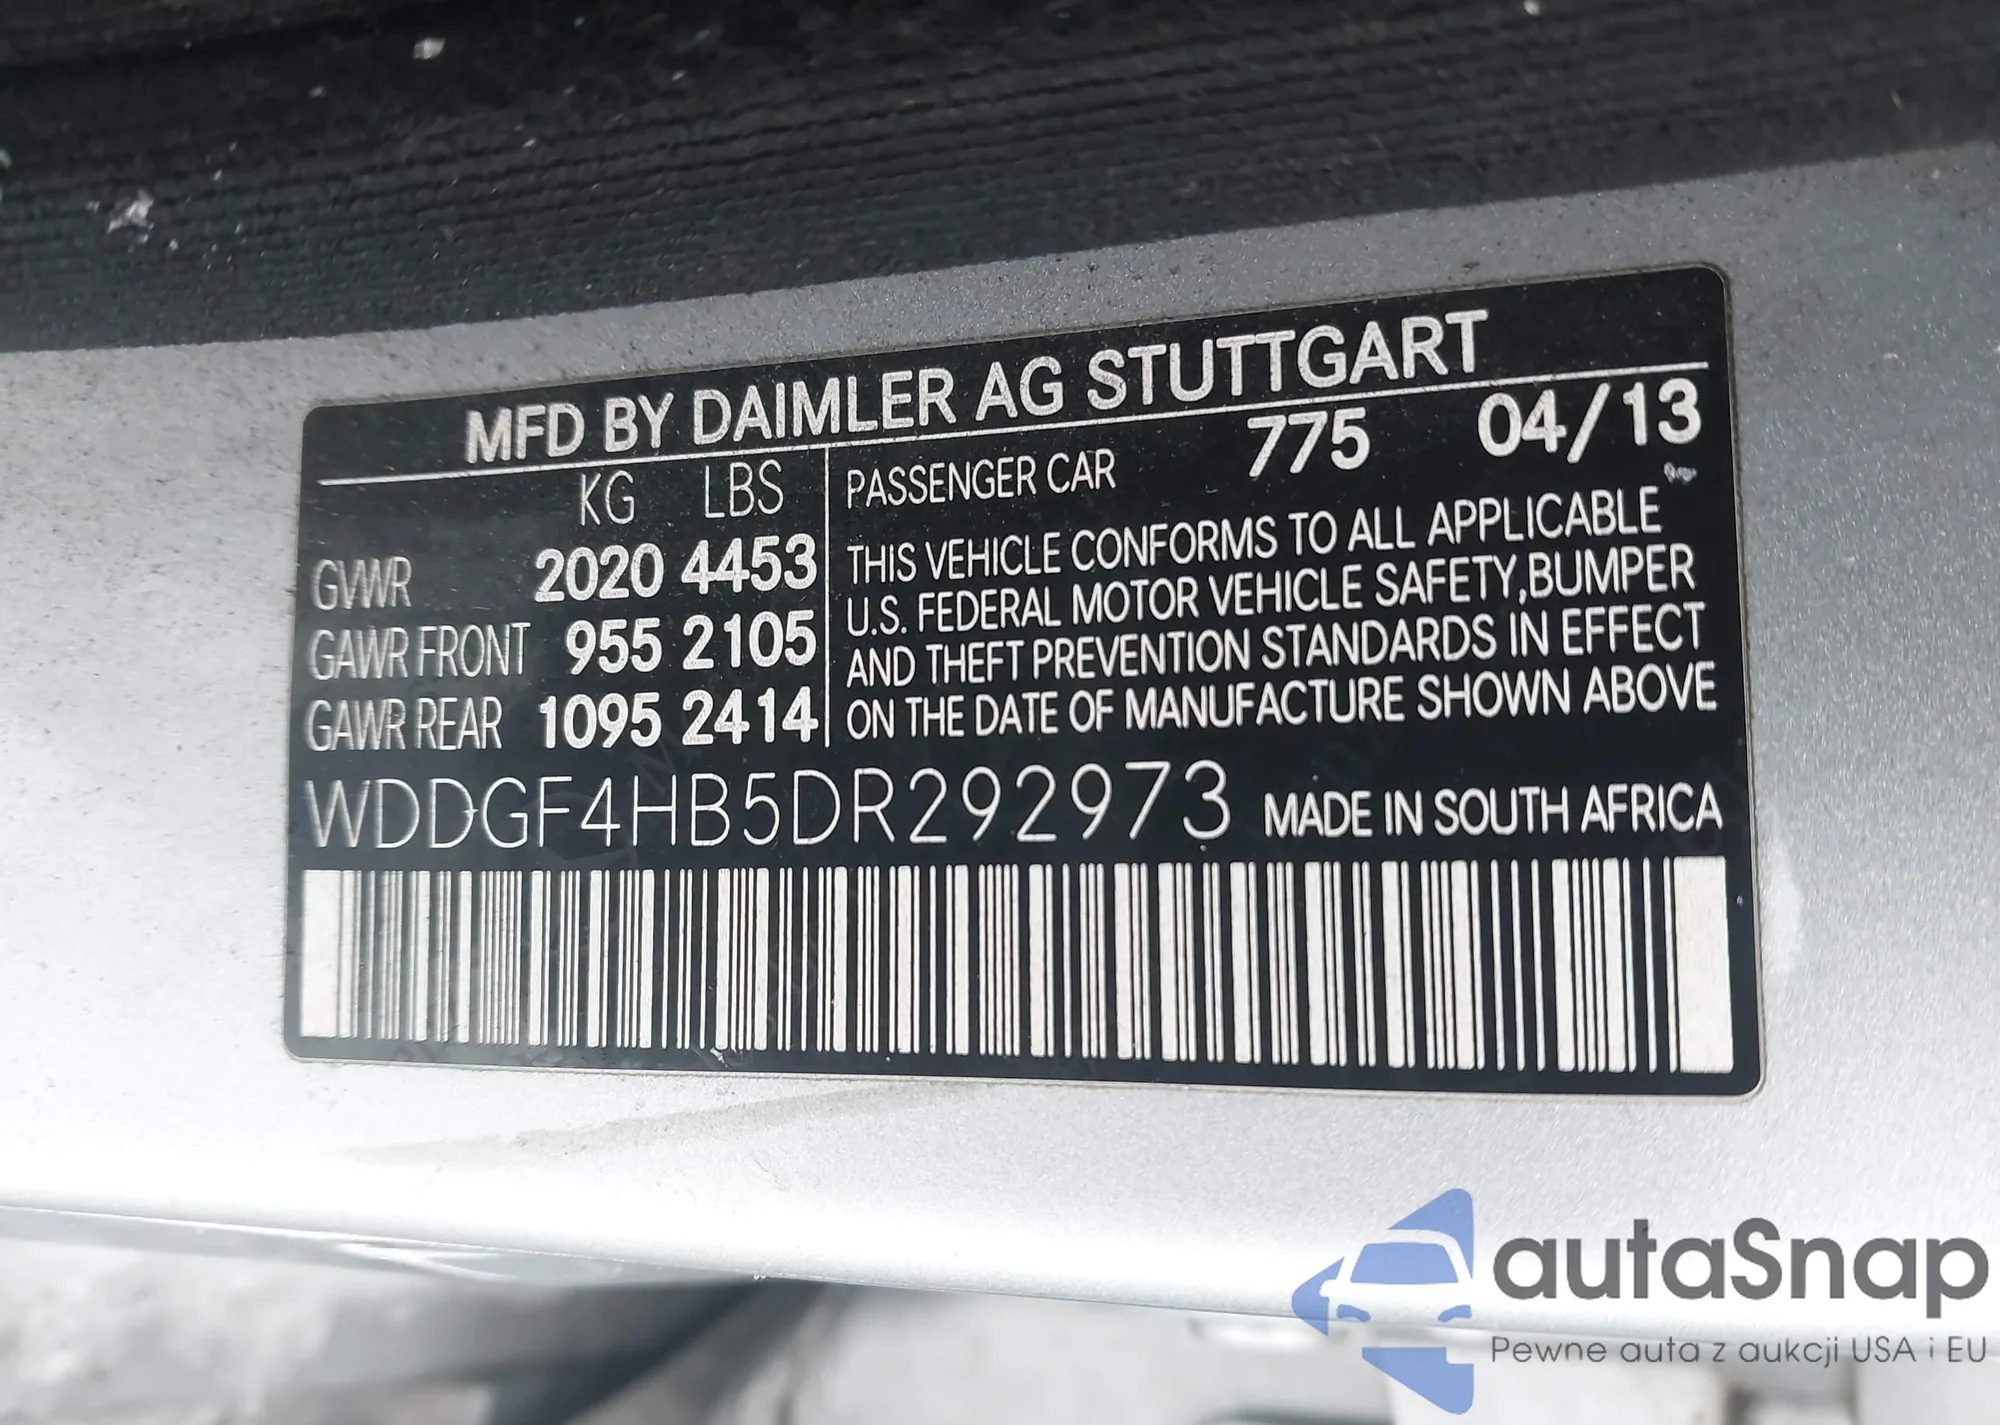 MFD BY DAIMLER AG STUTTGART
KG LBS
GVWR 2020 4453
GAWR FRONT 955 2105
GAWR REAR 1095 2414
PASSENGER CAR 775 04/13
THIS VEHICLE CONFORMS TO ALL APPLICABLE
U.S. FEDERAL MOTOR VEHICLE SAFETY,BUMPER
AND THEFT PREVENTION STANDARDS IN EFFECT
ON THE DATE OF MANUFACTURE SHOWN ABOVE
WDDGF4HB5DR292973 MADE IN SOUTH AFRICA
autaSnap
Pewne auta z aukcji USA i EU